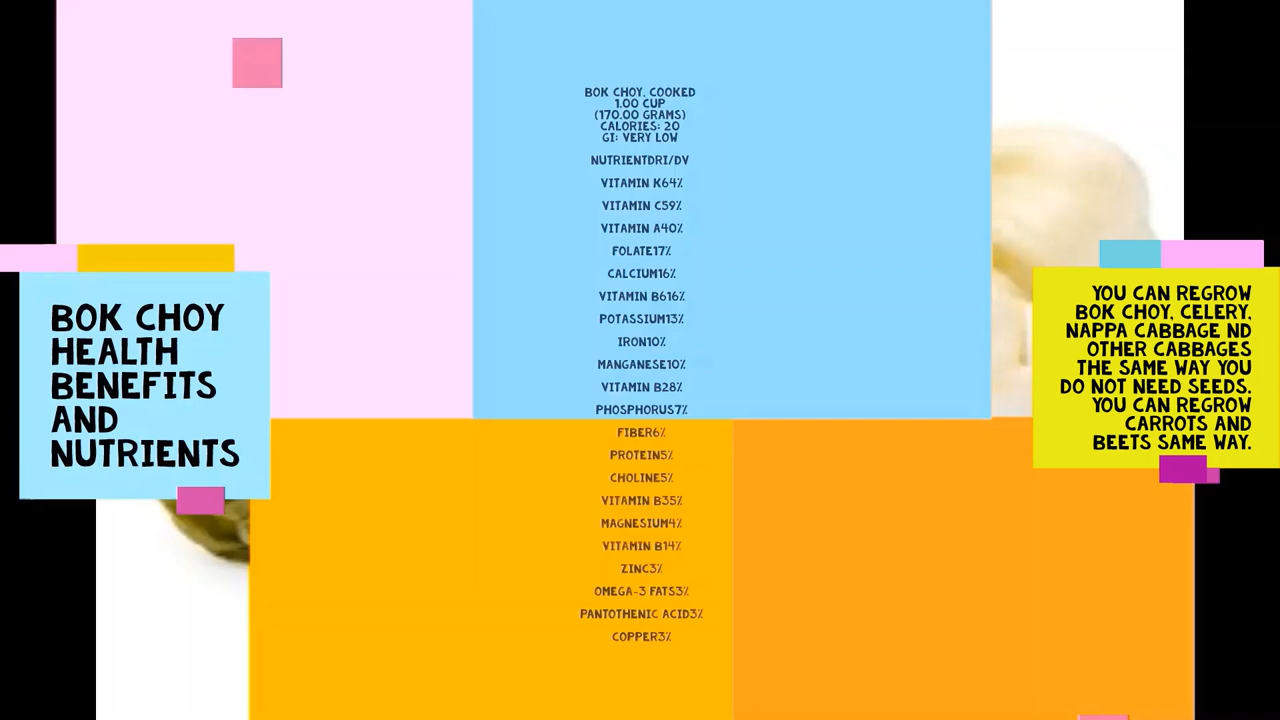 BOK CHOY
HEALTH
BENEFITS
AND
NUTRIENTS
BOK CHOY, COOKED
1.00 CUP
(170.00 GRAMS)
CALORIES: 20
GI: VERY LOW
NUTRIENTDRI/DV
VITAMIN K64%
VITAMIN C59%
VITAMIN A40%
FOLATE17%
CALCIUM16%
VITAMIN B616%
POTASSIUM13%
IRON10%
MANGANESE10%
VITAMIN B28%
PHOSPHORUS7%
FIBER6%
PROTEIN5%
CHOLINE5%
VITAMIN B35%
MAGNESIUM4%
VITAMIN B14%
ZINC3%
OMEGA-3 FATS3%
PANTOTHENIC ACID3%
COPPER3%
YOU CAN REGROW
BOK CHOY, CELERY,
NAPPA CABBAGE ND
OTHER CABBAGES
THE SAME WAY YOU
DO NOT NEED SEEDS.
YOU CAN REGROW
CARROTS AND
BEETS SAME WAY.